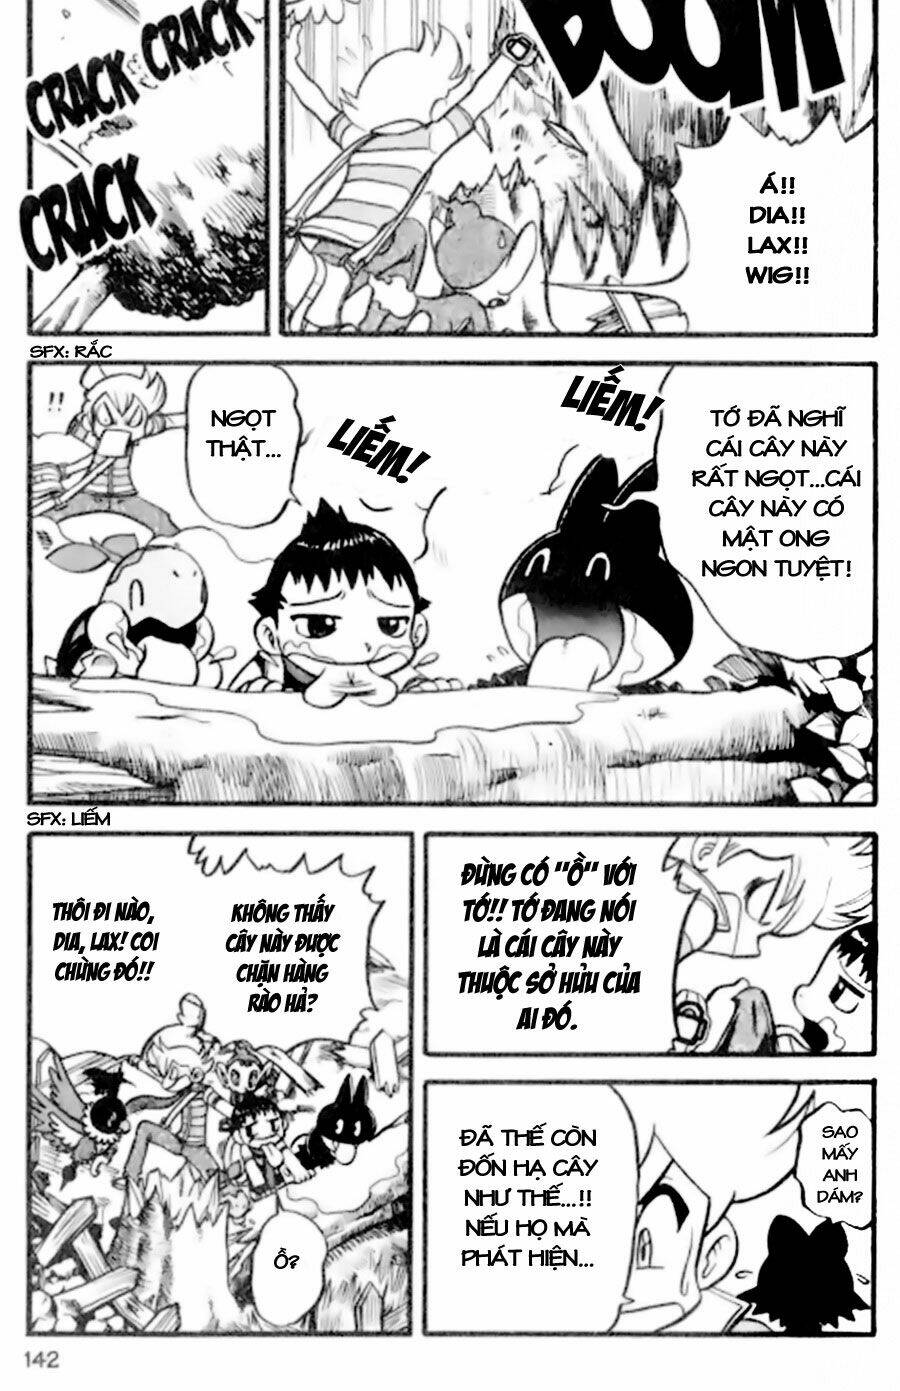 BOOM
CRACK CRACK
CRACK
Á!!
DIA!!
LAX!!
WIG!!
SFX: RẮC
!!
NGỌT
THẬT...
LIẾM!
LIẾM!
TỚ ĐÃ NGHĨ
CÁI CÂY NÀY
RẤT NGỌT...CÁI
CÂY NÀY CÓ
MẬT ONG
NGON TUYỆT!
SFX: LIẾM
THÔI ĐI NÀO,
DIA, LAX! COI
CHỪNG ĐÓ!!
KHÔNG THẤY
CÂY NÀY ĐƯỢC
CHẶN HÀNG
RÀO HẢ?
Ồ?
ĐỪNG CÓ "Ồ" VỚI
TỚ!! TỚ ĐANG NÓI
LÀ CÁI CÂY NÀY
THUỘC SỞ HỮU CỦA
AI ĐÓ.
ĐÃ THẾ CÒN
ĐỐN HẠ CÂY
NHƯ THẾ...!!
NẾU HỌ MÀ
PHÁT HIỆN...
SAO
MẤY
ANH
DÁM?
142